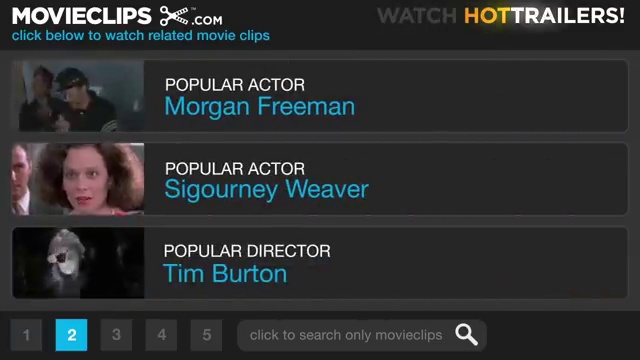 MOVIECLIPS .COM
WATCH HOTTRAILERS!
click below to watch related movie clips
POPULAR ACTOR
Morgan Freeman
POPULAR ACTOR
Sigourney Weaver
POPULAR DIRECTOR
Tim Burton
1 2 3 4 5 click to search only movieclips